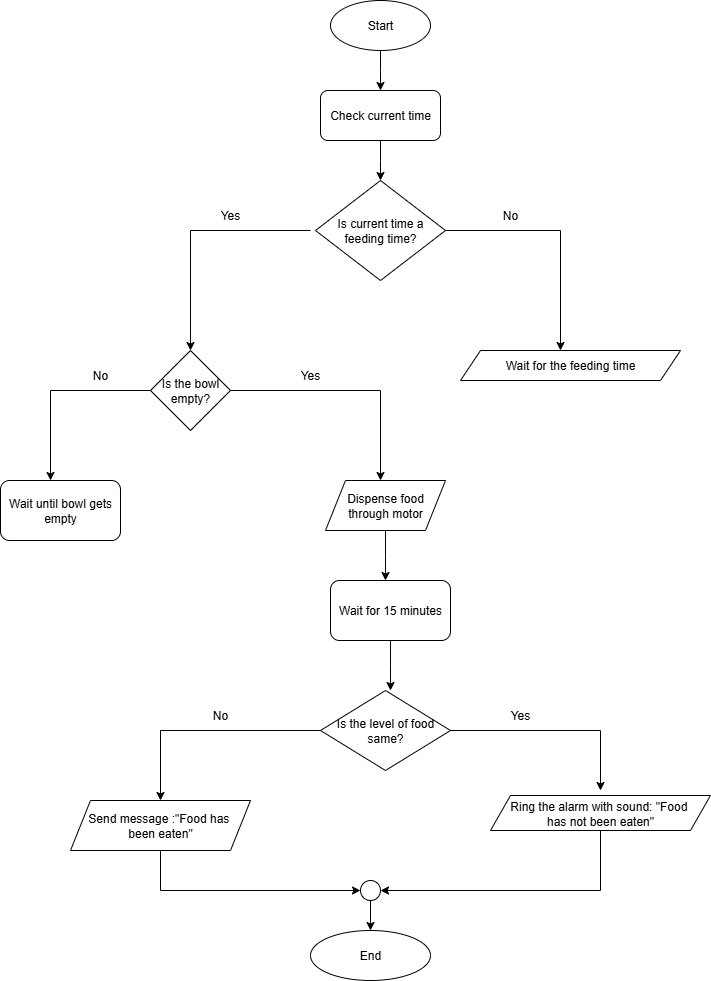 Start
Check current time
Is current time a
feeding time?
Yes
No
Wait for the feeding time
Is the bowl
empty?
No
Yes
Wait until bowl gets
empty
Dispense food
through motor
Wait for 15 minutes
Is the level of food
same?
No
Yes
Send message :"Food has
been eaten"
Ring the alarm with sound: "Food
has not been eaten"
End